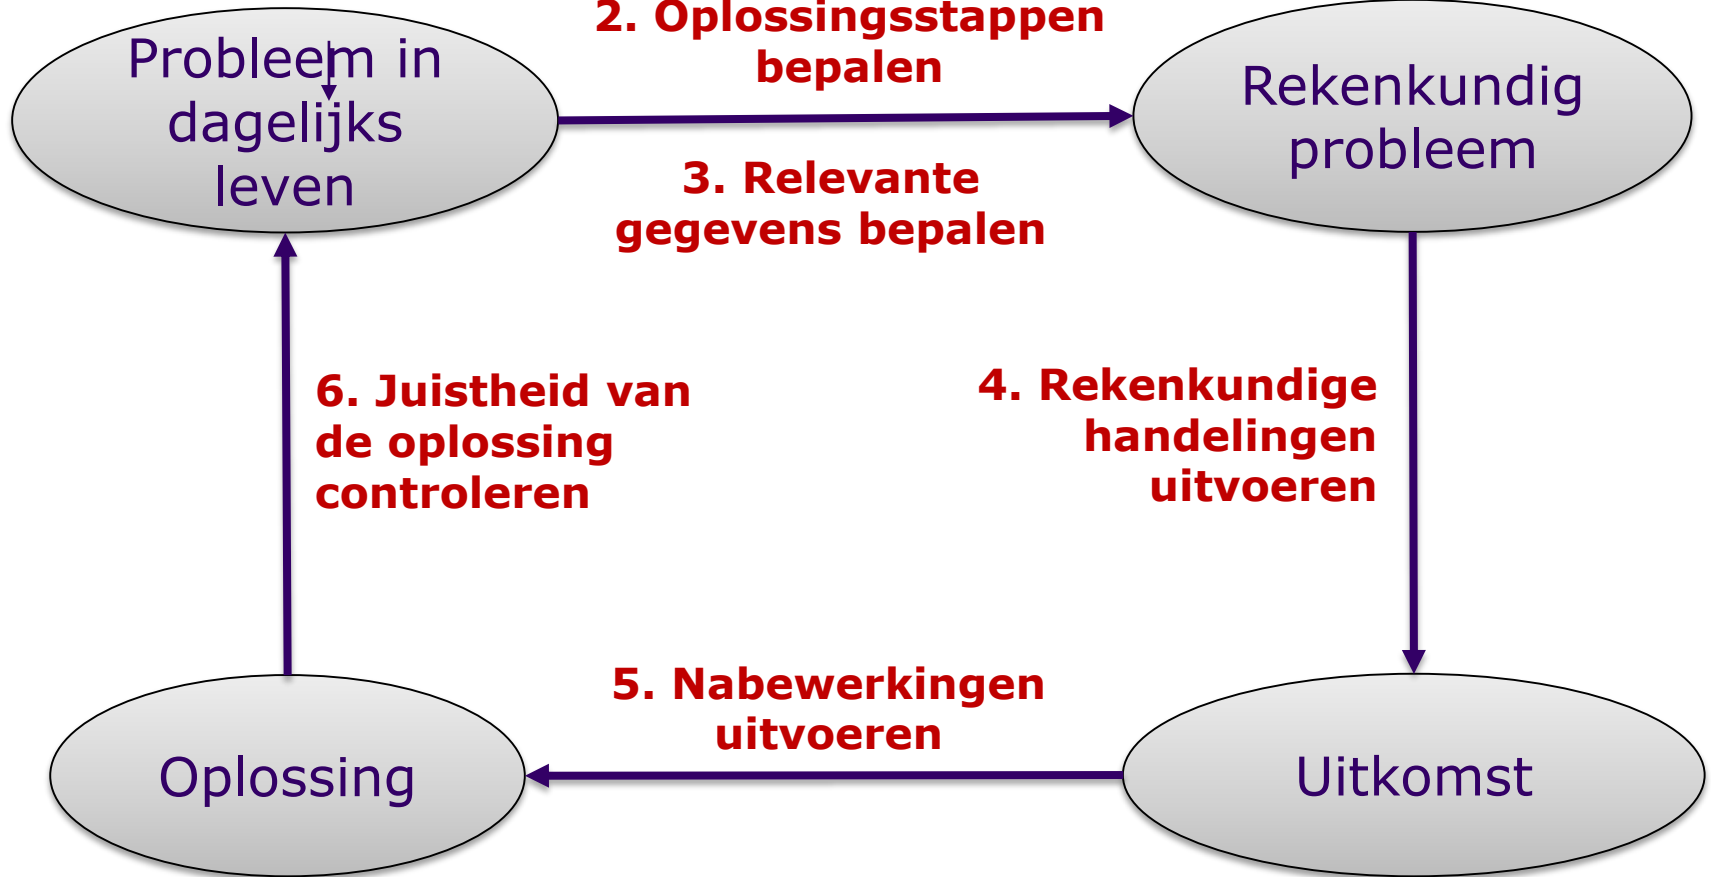 Probleem in
dagelijks
leven
2. Oplossingsstappen
bepalen
3. Relevante
gegevens bepalen
Rekenkundig
probleem
6. Juistheid van
de oplossing
controleren
4. Rekenkundige
handelingen
uitvoeren
5. Nabewerkingen
uitvoeren
Oplossing
Uitkomst